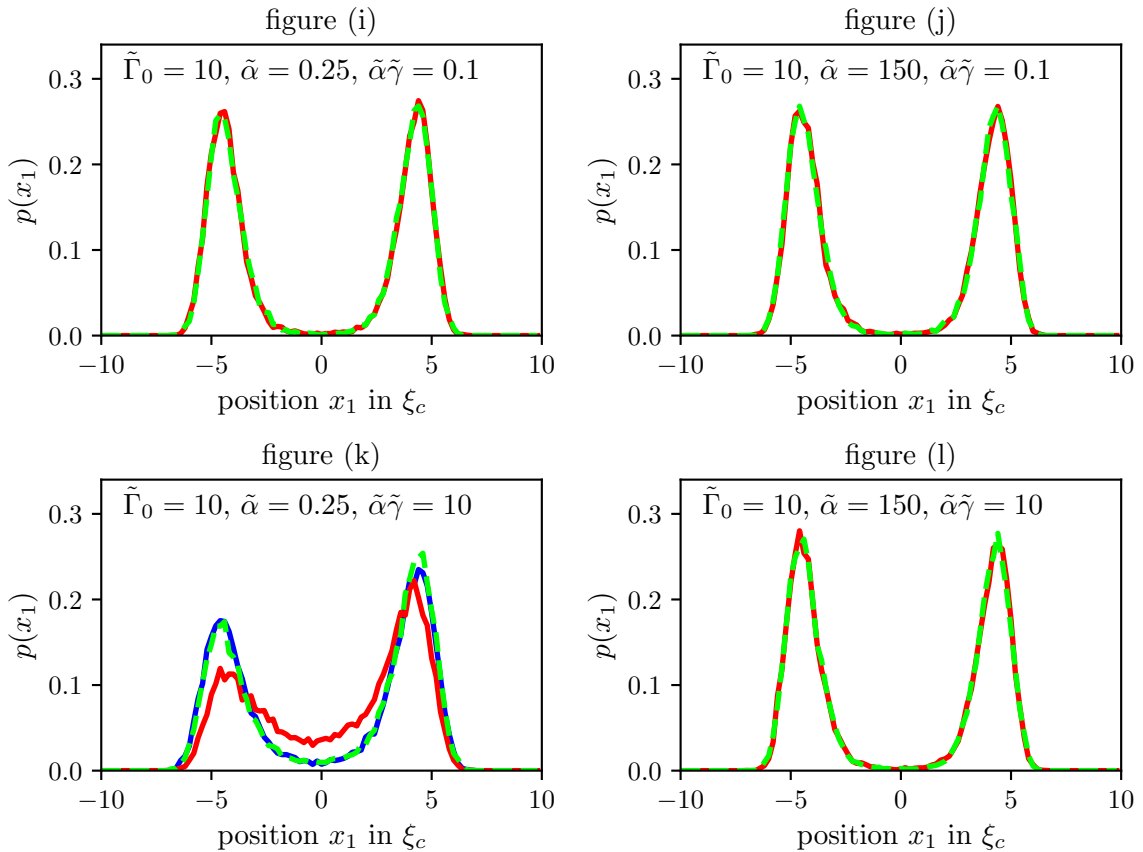 figure (i)
Γ̃₀ = 10, α̃ = 0.25, α̃γ̃ = 0.1
p(x₁)
0.3
0.2
0.1
0.0
−10 −5 0 5 10
position x₁ in ξ_c
figure (j)
Γ̃₀ = 10, α̃ = 150, α̃γ̃ = 0.1
p(x₁)
0.3
0.2
0.1
0.0
−10 −5 0 5 10
position x₁ in ξ_c
figure (k)
Γ̃₀ = 10, α̃ = 0.25, α̃γ̃ = 10
p(x₁)
0.3
0.2
0.1
0.0
−10 −5 0 5 10
position x₁ in ξ_c
figure (l)
Γ̃₀ = 10, α̃ = 150, α̃γ̃ = 10
p(x₁)
0.3
0.2
0.1
0.0
−10 −5 0 5 10
position x₁ in ξ_c